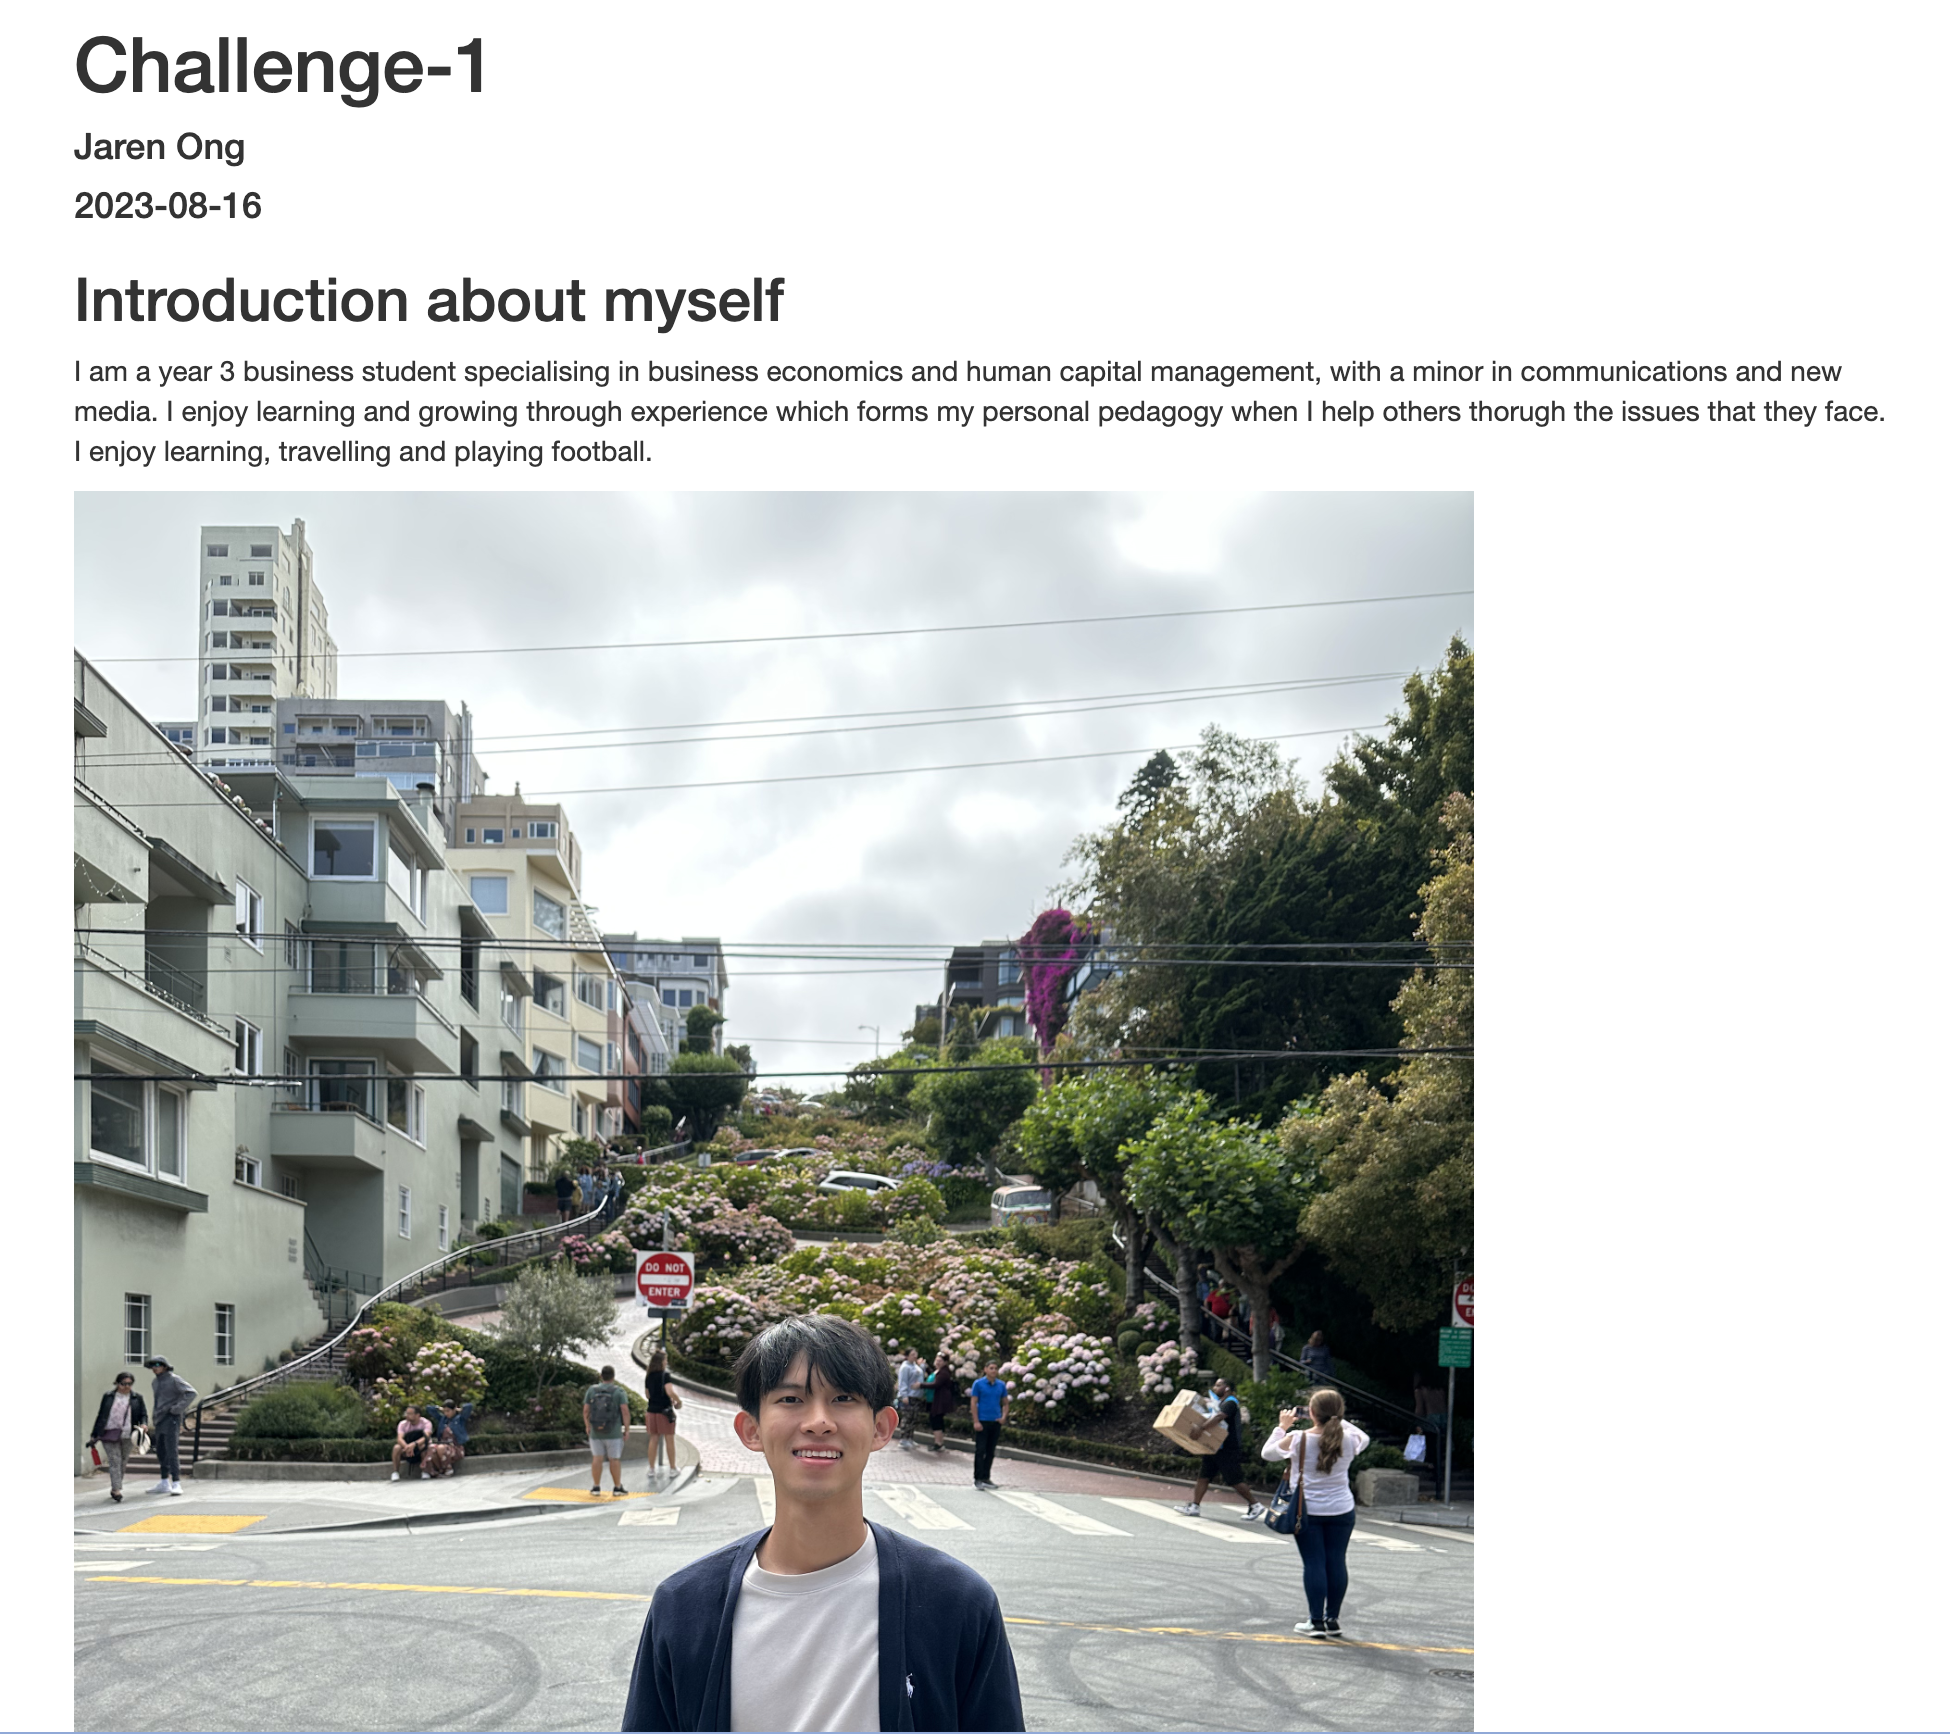 Challenge-1
Jaren Ong
2023-08-16
Introduction about myself
I am a year 3 business student specialising in business economics and human capital management, with a minor in communications and new
media. I enjoy learning and growing through experience which forms my personal pedagogy when I help others thorugh the issues that they face.
I enjoy learning, travelling and playing football.
DO NOT
ENTER